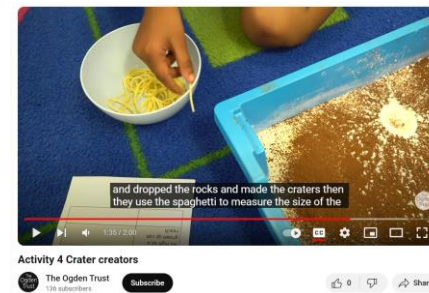 and dropped the rocks and made the craters then
they use the spaghetti to measure the size of the
1:35 / 2:00
CC
Activity 4 Crater creators
The Ogden Trust
136 subscribers
Subscribe
0
Share